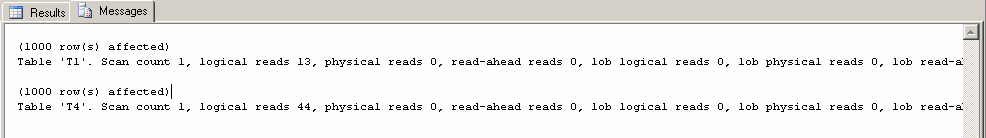 Results Messages
(1000 row(s) affected)
Table 'T1'. Scan count 1, logical reads 13, physical reads 0, read-ahead reads 0, lob logical reads 0, lob physical reads 0, lob read-a
(1000 row(s) affected)
Table 'T4'. Scan count 1, logical reads 44, physical reads 0, read-ahead reads 0, lob logical reads 0, lob physical reads 0, lob read-a